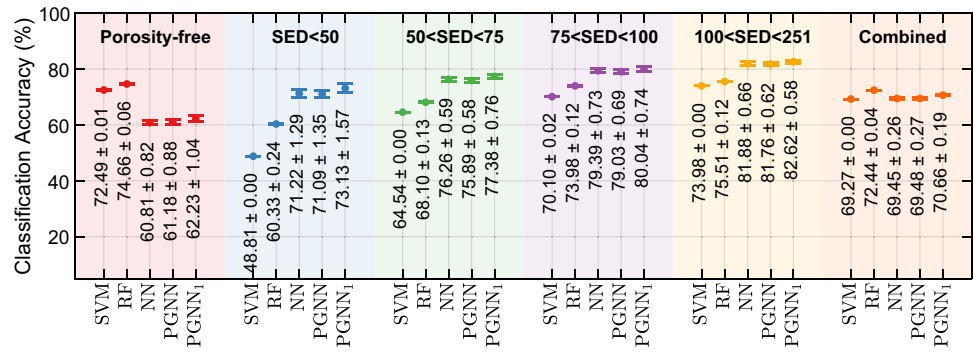 Classification Accuracy (%)
100
80
60
40
20
Porosity-free
SED<50
50<SED<75
75<SED<100
100<SED<251
Combined
72.49 ± 0.01
74.66 ± 0.06
60.81 ± 0.82
61.18 ± 0.88
62.23 ± 1.04
48.81 ± 0.00
60.33 ± 0.24
71.22 ± 1.29
71.09 ± 1.35
73.13 ± 1.57
64.54 ± 0.00
68.10 ± 0.13
76.26 ± 0.59
75.89 ± 0.58
77.38 ± 0.76
70.10 ± 0.02
73.98 ± 0.12
79.39 ± 0.73
79.03 ± 0.69
80.04 ± 0.74
73.98 ± 0.00
75.51 ± 0.12
81.88 ± 0.66
81.76 ± 0.62
82.62 ± 0.58
69.27 ± 0.00
72.44 ± 0.04
69.45 ± 0.26
69.48 ± 0.27
70.66 ± 0.19
SVM
RF
NN
PGNN
PGNN₁
SVM
RF
NN
PGNN
PGNN₁
SVM
RF
NN
PGNN
PGNN₁
SVM
RF
NN
PGNN
PGNN₁
SVM
RF
NN
PGNN
PGNN₁
SVM
RF
NN
PGNN
PGNN₁